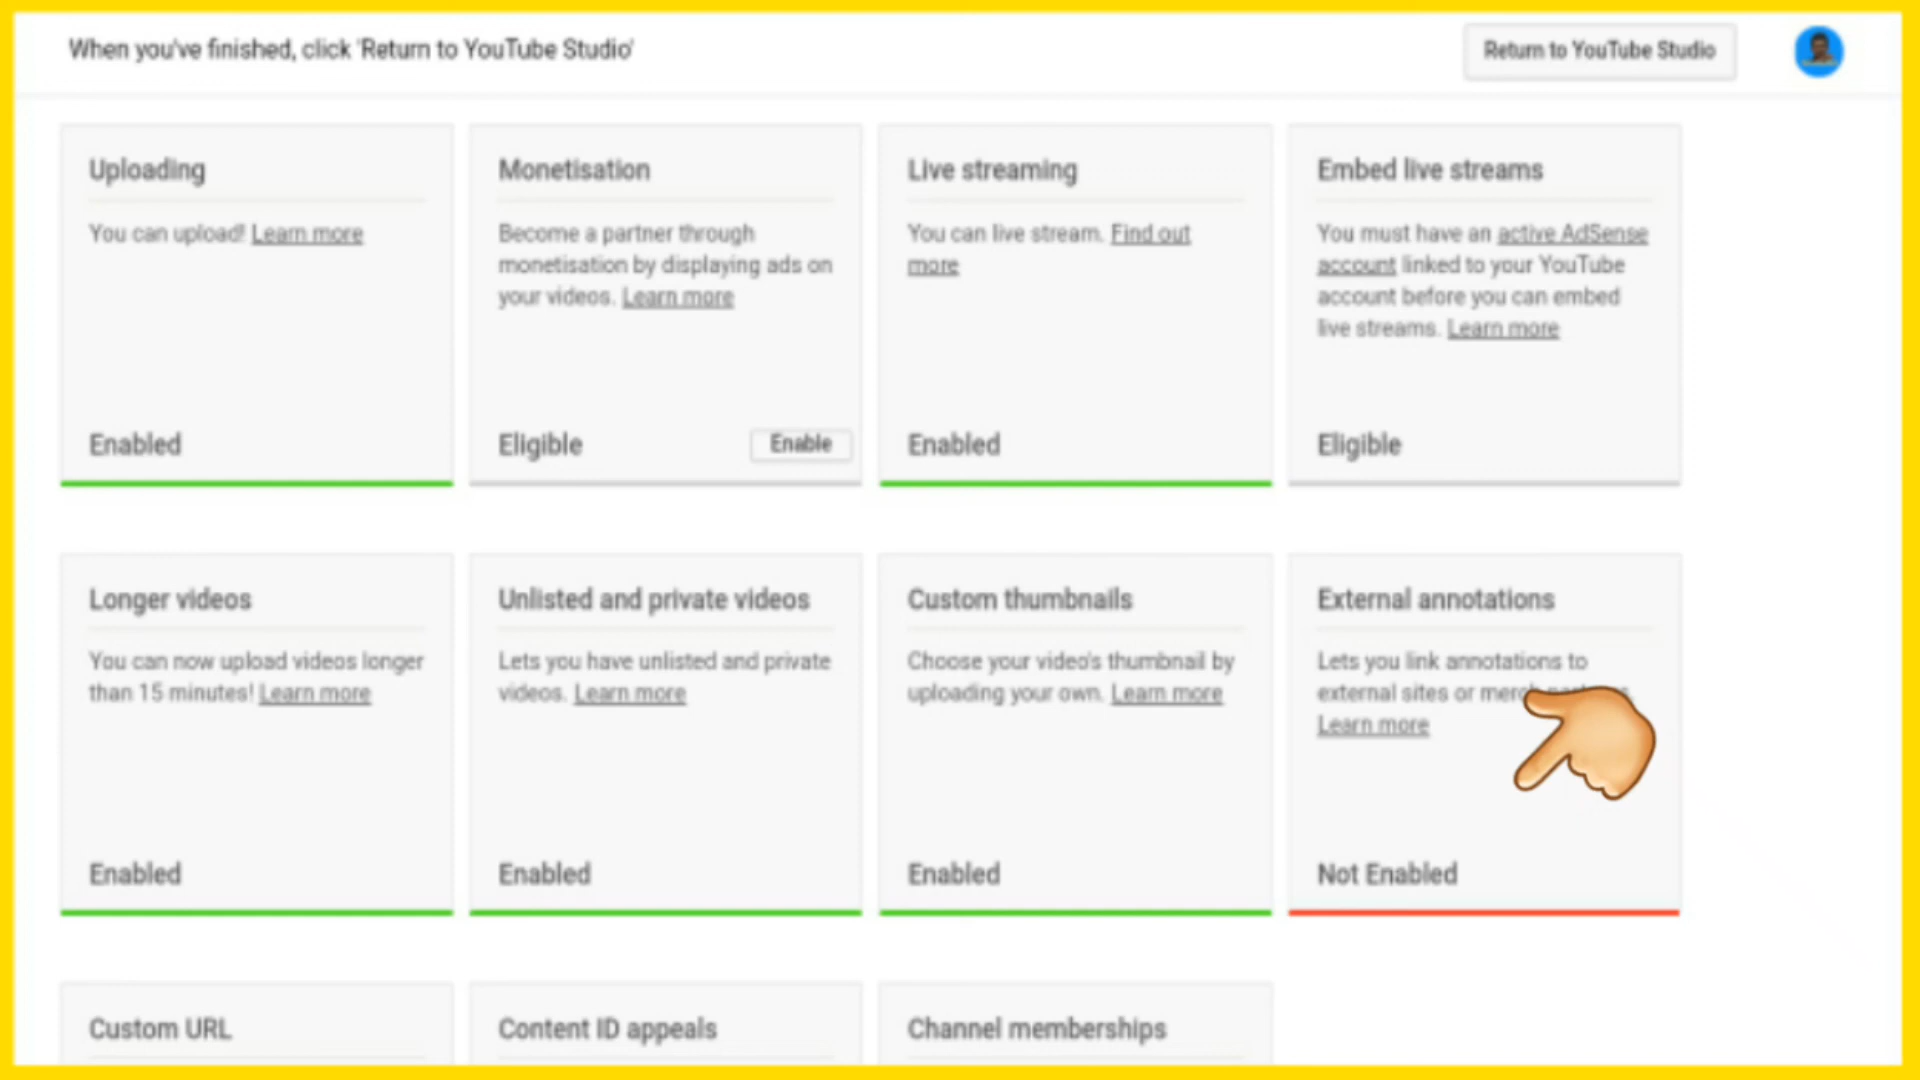 When you've finished, click 'Return to YouTube Studio'
Return to YouTube Studio
Uploading
You can upload! Learn more
Enabled
Monetisation
Become a partner through
monetisation by displaying ads on
your videos. Learn more
Eligible
Enable
Live streaming
You can live stream. Find out
more
Enabled
Embed live streams
You must have an active AdSense
account linked to your YouTube
account before you can embed
live streams. Learn more
Eligible
Longer videos
You can now upload videos longer
than 15 minutes! Learn more
Enabled
Unlisted and private videos
Lets you have unlisted and private
videos. Learn more
Enabled
Custom thumbnails
Choose your video's thumbnail by
uploading your own. Learn more
Enabled
External annotations
Lets you link annotations to
external sites or merch
Learn more
Not Enabled
Custom URL
Content ID appeals
Channel memberships